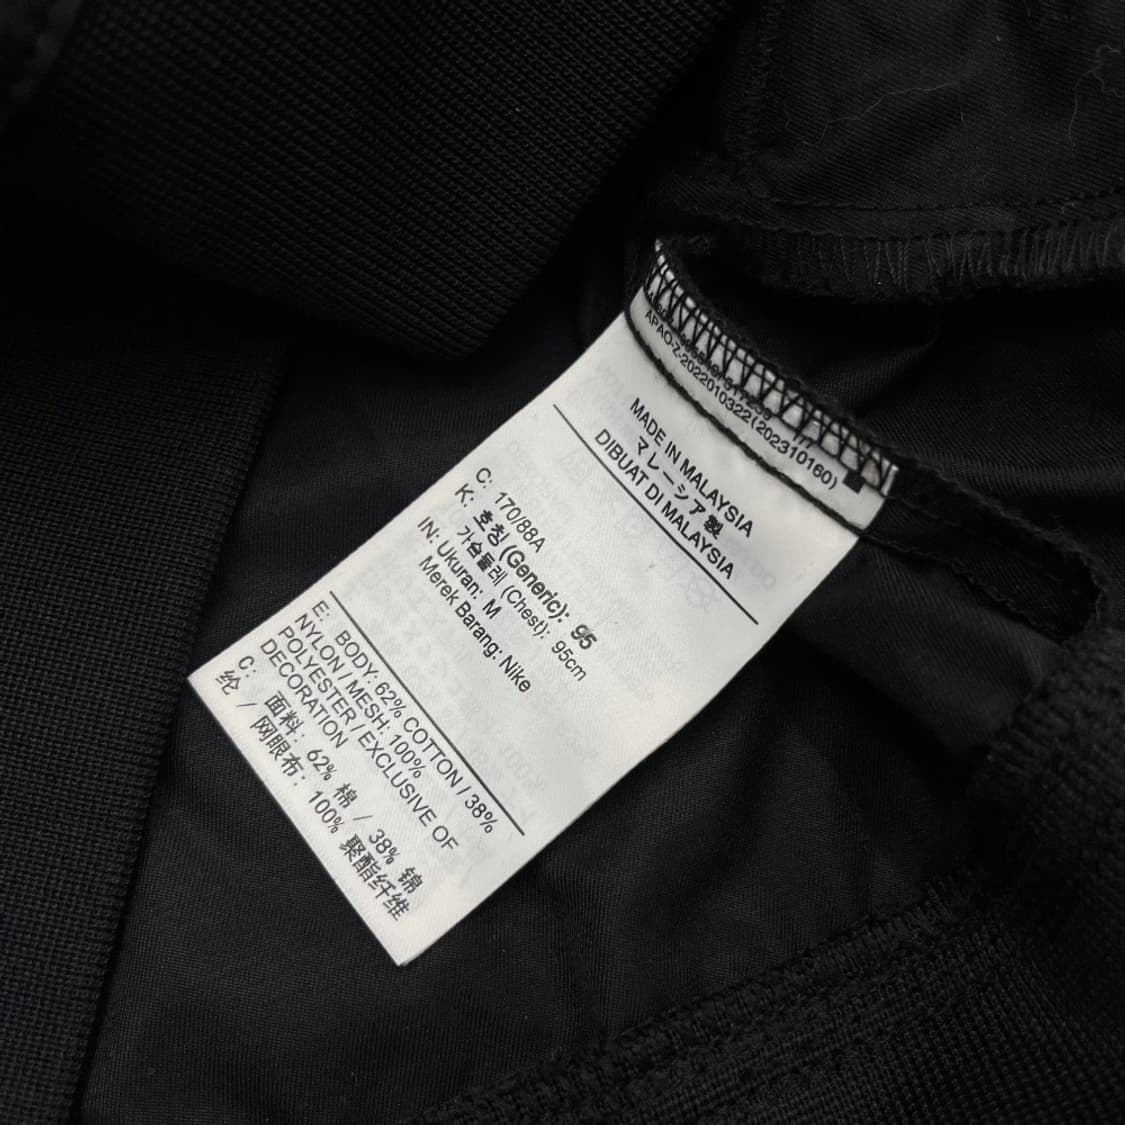 APAO-Z-2022010322(202310160)
MADE IN MALAYSIA
マレーシア製
DIBUAT DI MALAYSIA
C: 170/88A
K: 호칭 (Generic): 95
가슴둘레 (Chest): 95cm
IN: Ukuran: M
Merek Barang: Nike
E: BODY: 62% COTTON / 38%
NYLON / MESH: 100%
POLYESTER / EXCLUSIVE OF
DECORATION
C: 面料: 62% 棉 / 38% 锦
纶 / 网眼布: 100% 聚酯纤维